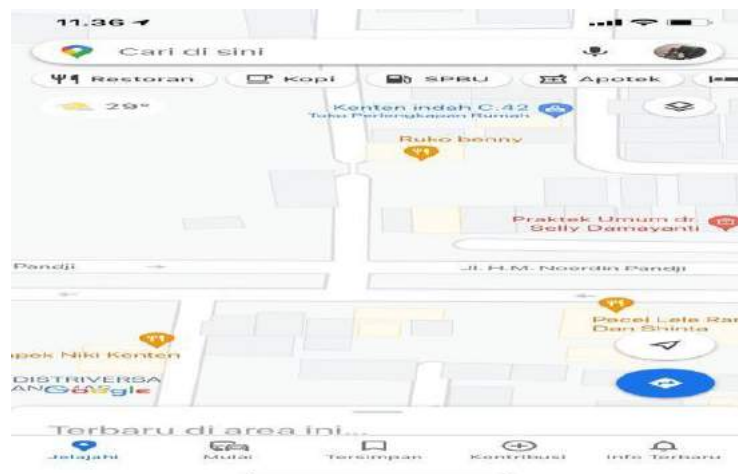 11.36
Cari di sini
Restoran
Kopi
SPBU
Apotek
29°
Kenten indah C.42
Toko Perlengkapan Rumah
Ruko benny
Praktek Umum dr.
Selly Damayanti
Pandji
Jl. H.M. Noerdin Pandji
Pecel Lele Ran
Dan Shinta
pek Niki Kenten
DISTRIVERSA
Google
Terbaru di area ini...
Jelajahi
Mulai
Tersimpan
Kontribusi
Info Terbaru